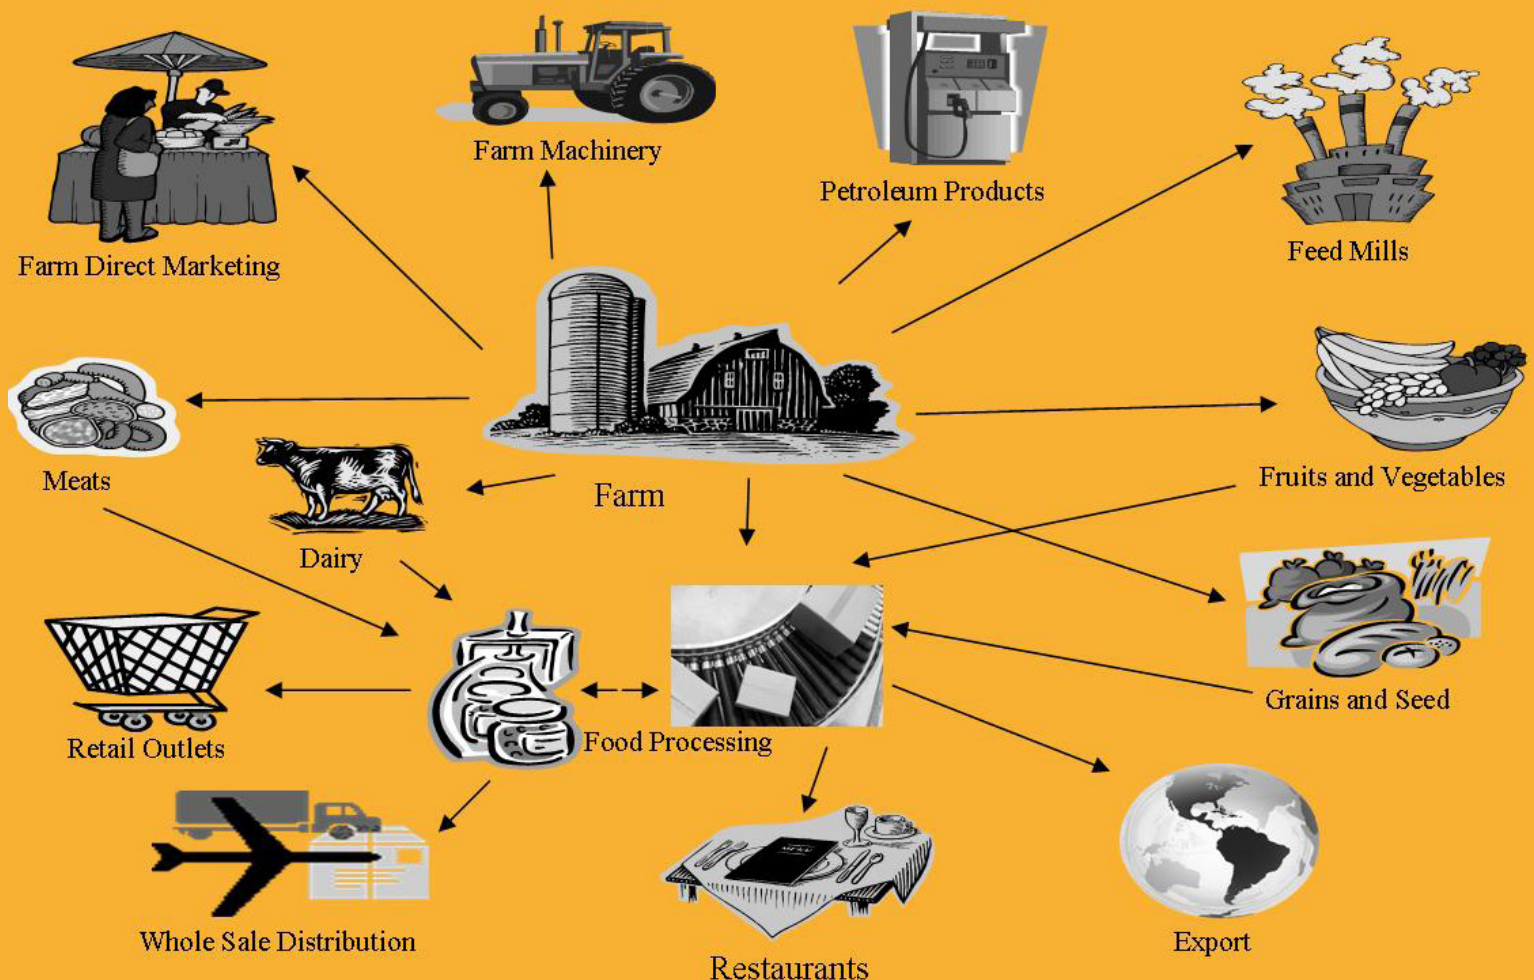 Farm Machinery
Petroleum Products
Farm Direct Marketing
Feed Mills
Meats
Farm
Fruits and Vegetables
Dairy
Grains and Seed
Retail Outlets
Food Processing
Whole Sale Distribution
Restaurants
Export